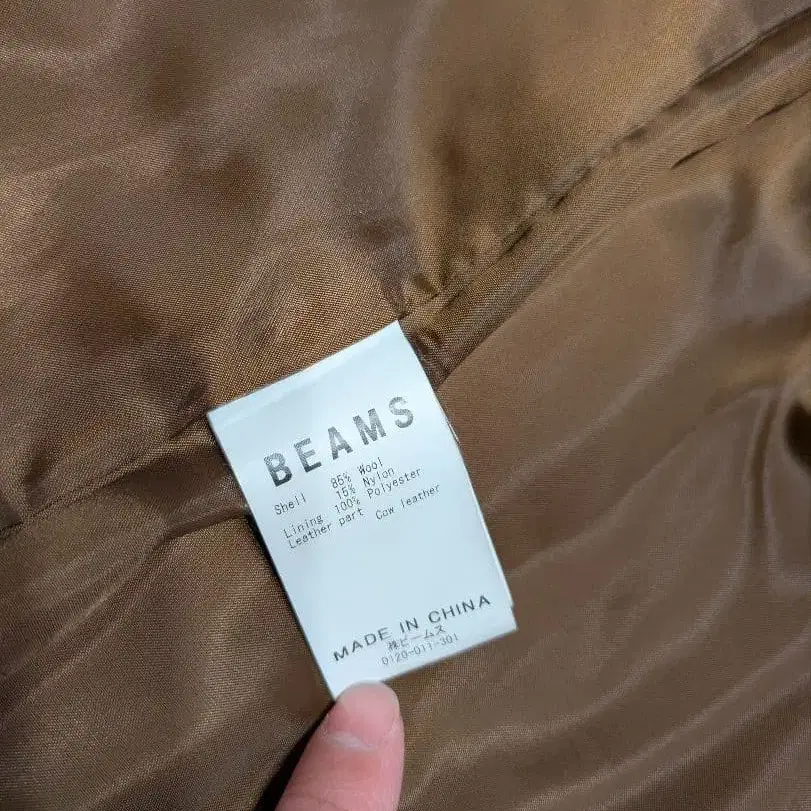 BEAMS
Shell 85% Wool
15% Nylon
Lining 100% Polyester
Leather part Cow leather
MADE IN CHINA
㈱ビームス
0120-011-301